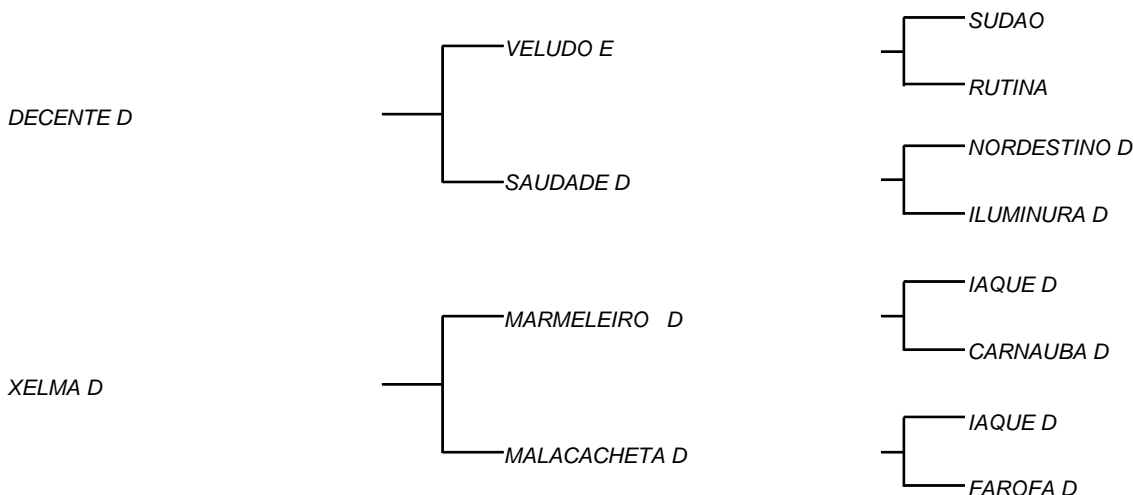 SUDAO
VELUDO E
RUTINA
DECENTE D
NORDESTINO D
SAUDADE D
ILUMINURA D
IAQUE D
MARMELEIRO D
CARNAUBA D
XELMA D
IAQUE D
MALACACHETA D
FAROFA D